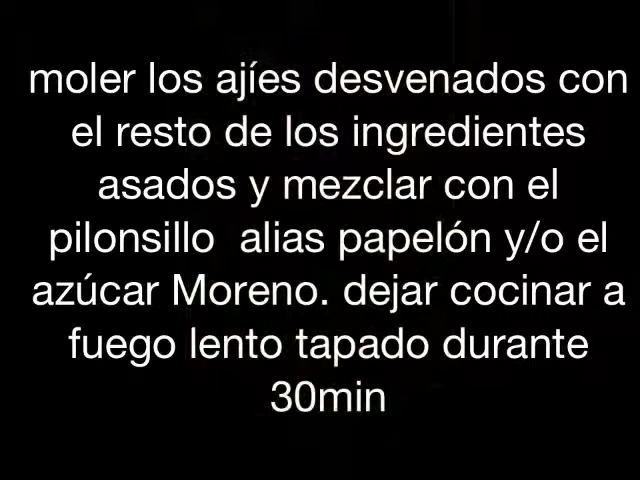 moler los ajíes desvenados con
el resto de los ingredientes
asados y mezclar con el
pilonsillo  alias papelón y/o el
azúcar Moreno. dejar cocinar a
fuego lento tapado durante
30min